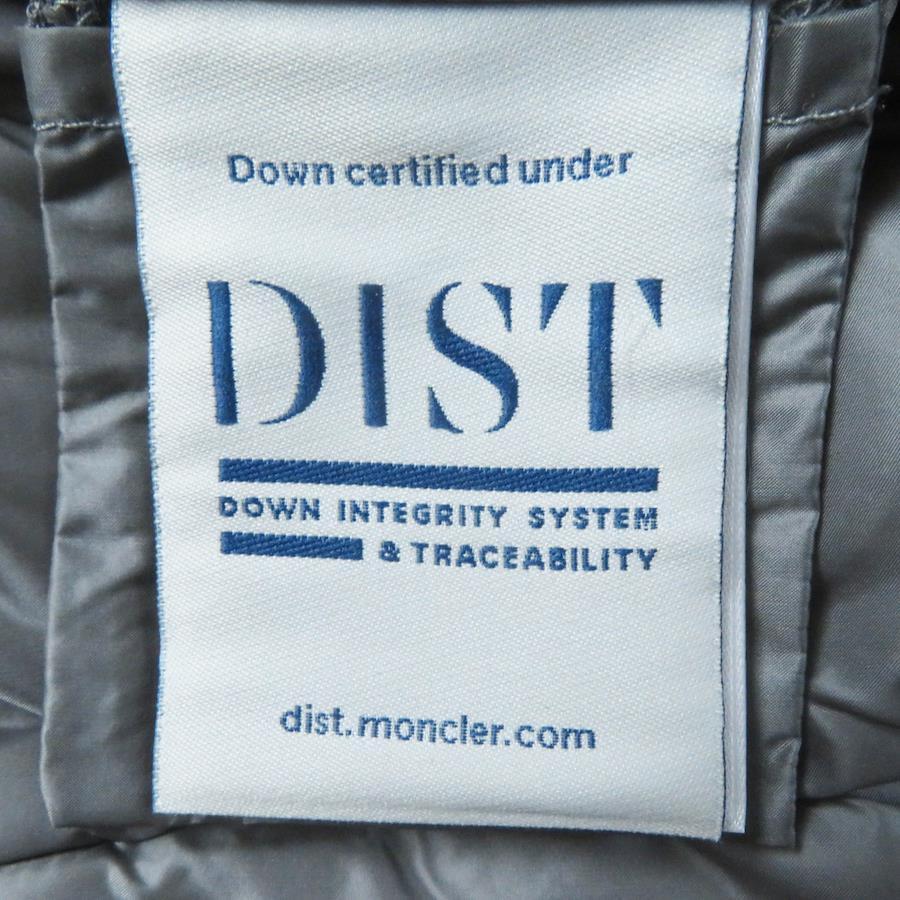 Down certified under
DIST
DOWN INTEGRITY SYSTEM
& TRACEABILITY
dist.moncler.com